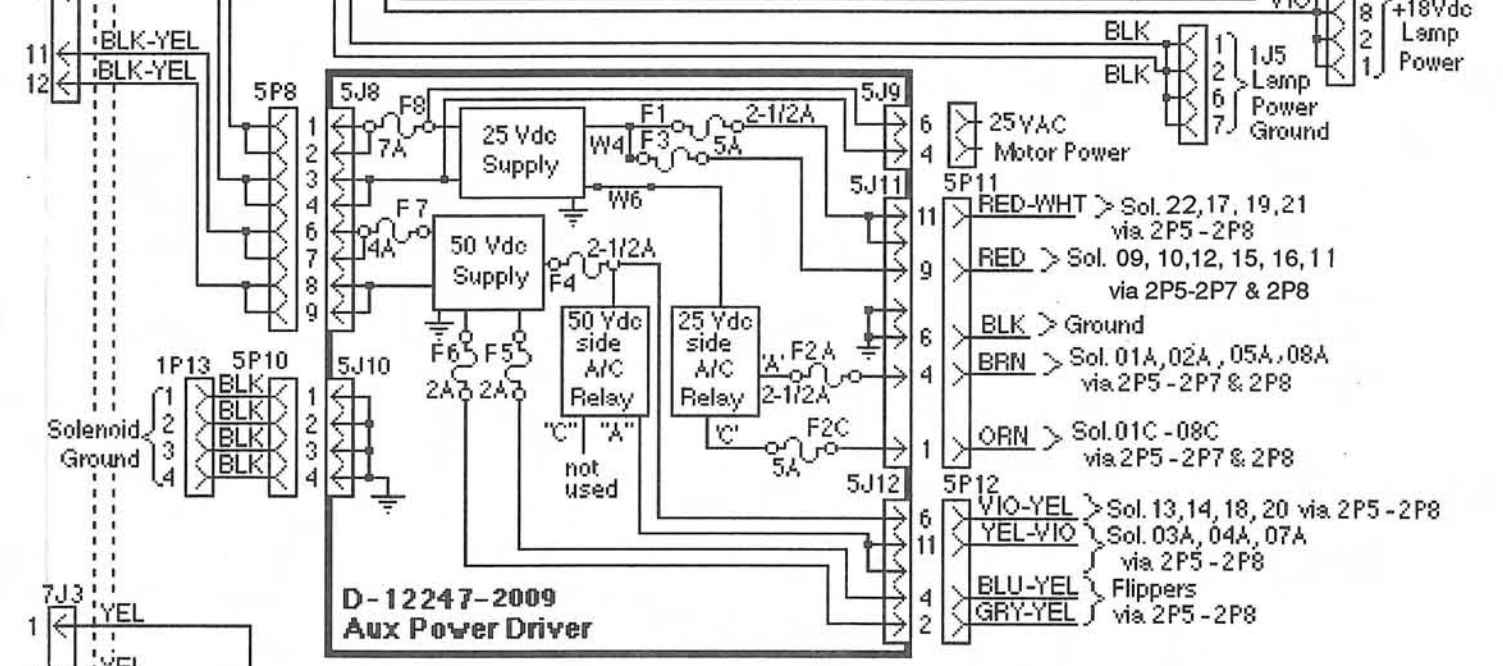 VIO
8 +18Vdc
2 Lamp
1 Power
11 BLK-YEL
12 BLK-YEL
BLK
BLK
1
2
6
7
1J5
Lamp
Power
Ground
5P8
5J8
1
2
3
4
6
7
8
9
F8
7A
F7
4A
25 Vdc
Supply
50 Vdc
Supply
W4
W6
F1
2-1/2A
F3
5A
F4
2-1/2A
F6
2A
F5
2A
50 Vdc
side
A/C
Relay
"C" "A"
not
used
25 Vdc
side
A/C
Relay
'A' F2A
2-1/2A
'C' F2C
5A
5J9
6
4
25VAC
Motor Power
5J11
5P11
11 RED-WHT Sol. 22,17, 19,21
via 2P5-2P8
9 RED Sol. 09, 10,12, 15, 16,11
via 2P5-2P7 & 2P8
6 BLK Ground
4 BRN Sol. 01A,02A ,05A,08A
via 2P5-2P7 & 2P8
1 ORN Sol.01C-08C
via 2P5-2P7 & 2P8
5J12
5P12
6 VIO-YEL Sol. 13,14,18, 20 via 2P5-2P8
11 YEL-VIO Sol. 03A, 04A, 07A
via 2P5-2P8
4 BLU-YEL Flippers
2 GRY-YEL via 2P5-2P8
1P13
5P10
5J10
Solenoid
Ground
1 BLK 1
2 BLK 2
3 BLK 3
4 BLK 4
D-12247-2009
Aux Power Driver
7J3
1 YEL
YEL